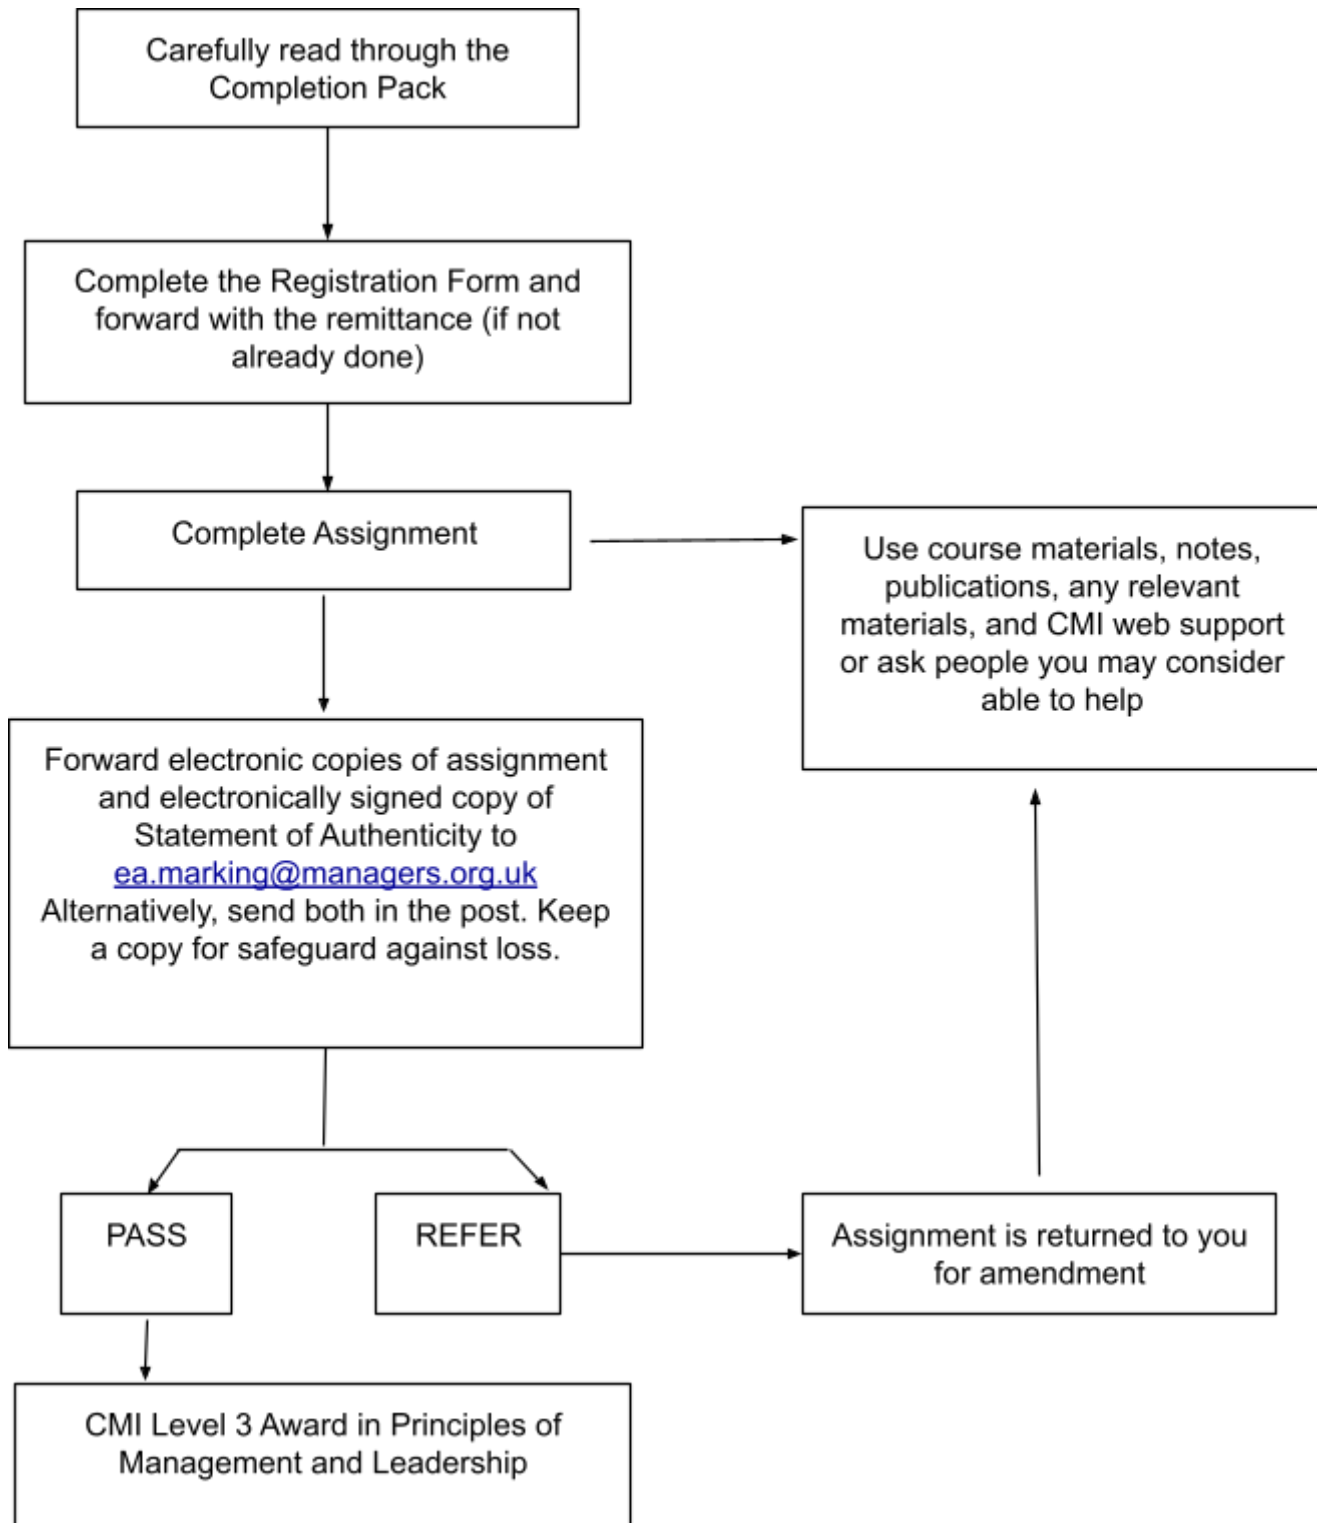 Carefully read through the
Completion Pack
Complete the Registration Form and
forward with the remittance (if not
already done)
Complete Assignment
Use course materials, notes,
publications, any relevant
materials, and CMI web support
or ask people you may consider
able to help
Forward electronic copies of assignment
and electronically signed copy of
Statement of Authenticity to
ea.marking@managers.org.uk
Alternatively, send both in the post. Keep
a copy for safeguard against loss.
PASS
REFER
Assignment is returned to you
for amendment
CMI Level 3 Award in Principles of
Management and Leadership